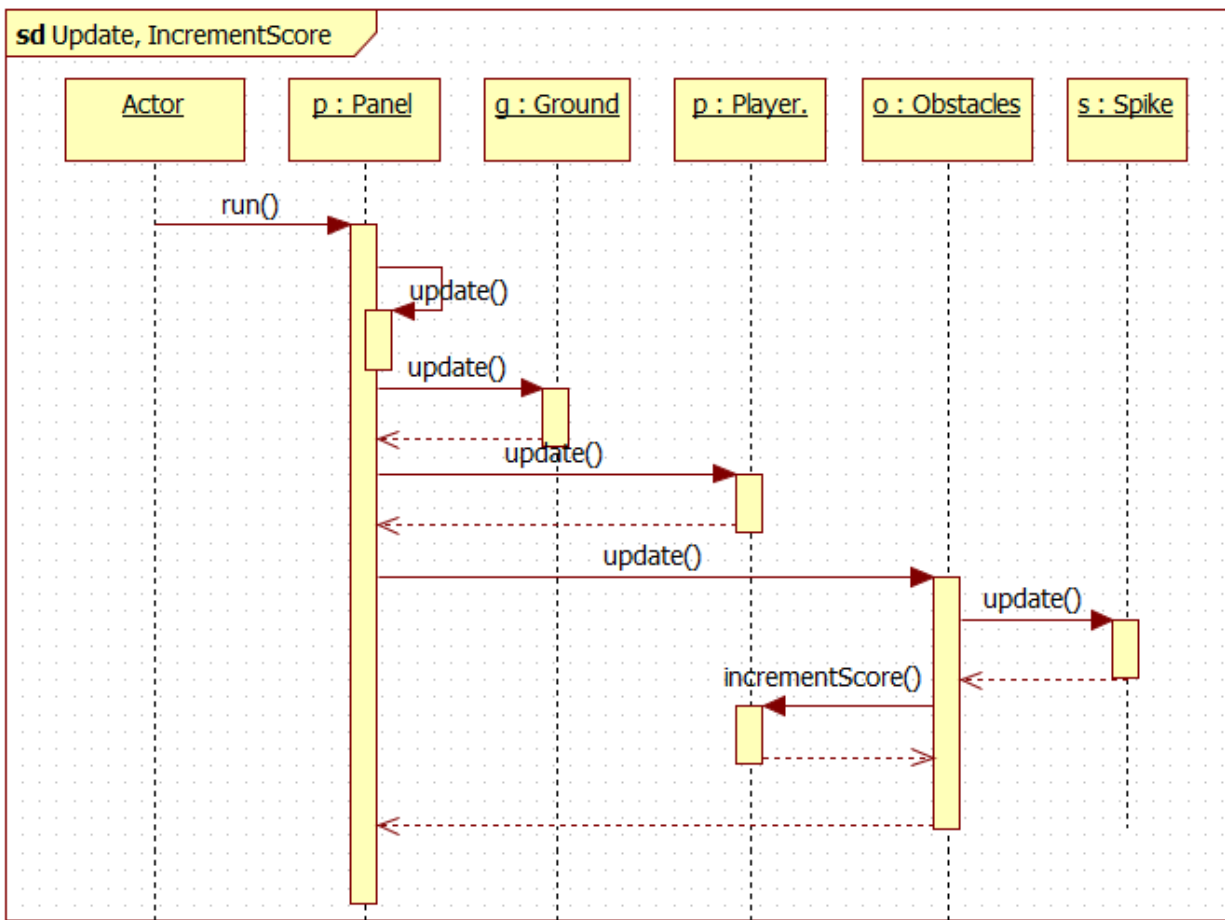 sd Update, IncrementScore
Actor
p : Panel
g : Ground
p : Player.
o : Obstacles
s : Spike
run()
update()
update()
update()
update()
update()
incrementScore()